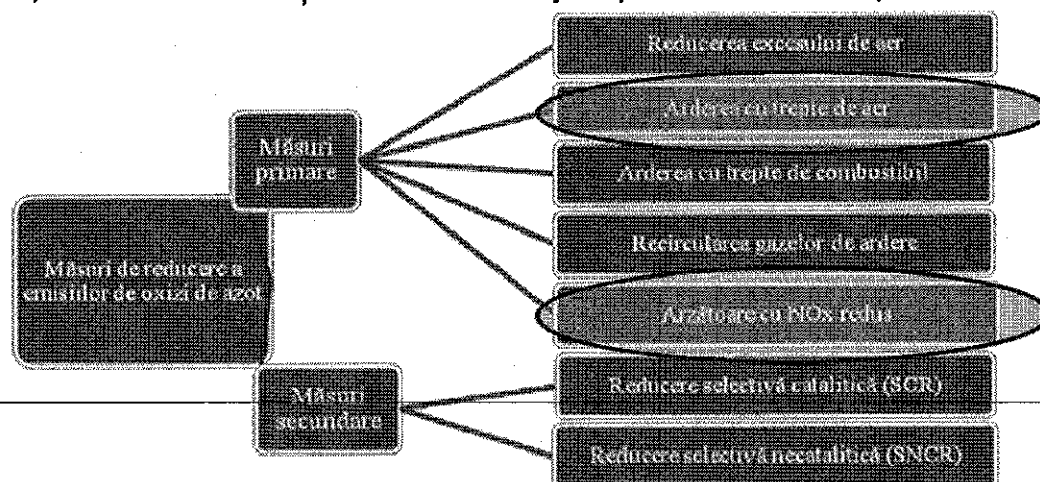 Reducerea excesului de aer
Arderea cu trepte de aer
Măsuri
primare
Arderea cu trepte de combustibil
Recircularea gazelor de ardere
Măsuri de reducere a
emisiilor de oxizi de azot
Arzătoare cu NOx redus
Măsuri
secundare
Reducere selectivă catalitică (SCR)
Reducere selectivă necatalitică (SNCR)